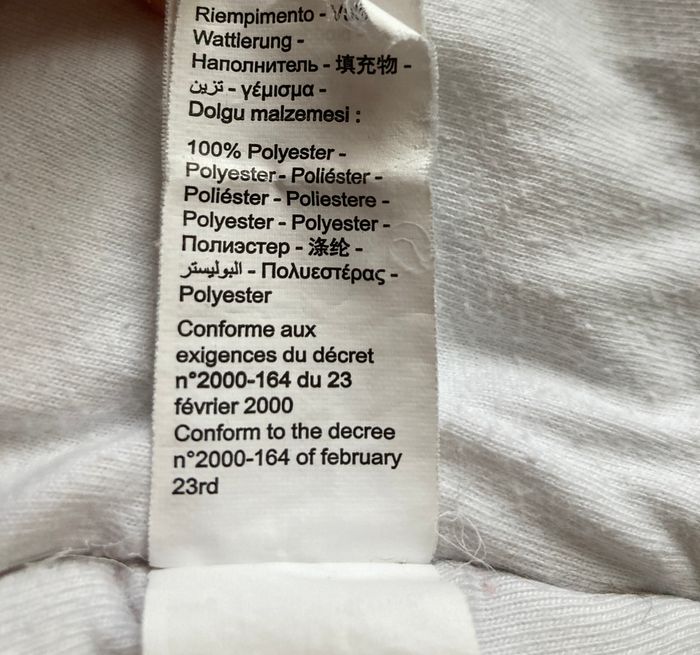 Riempimento -
Wattierung -
Наполнитель - 填充物 -
تزين - γέμισμα -
Dolgu malzemesi :
100% Polyester -
Polyester - Poliéster -
Poliéster - Poliestere -
Polyester - Polyester -
Полиэстер - 涤纶 -
البوليستر - Πολυεστέρας -
Polyester
Conforme aux
exigences du décret
n°2000-164 du 23
février 2000
Conform to the decree
n°2000-164 of february
23rd